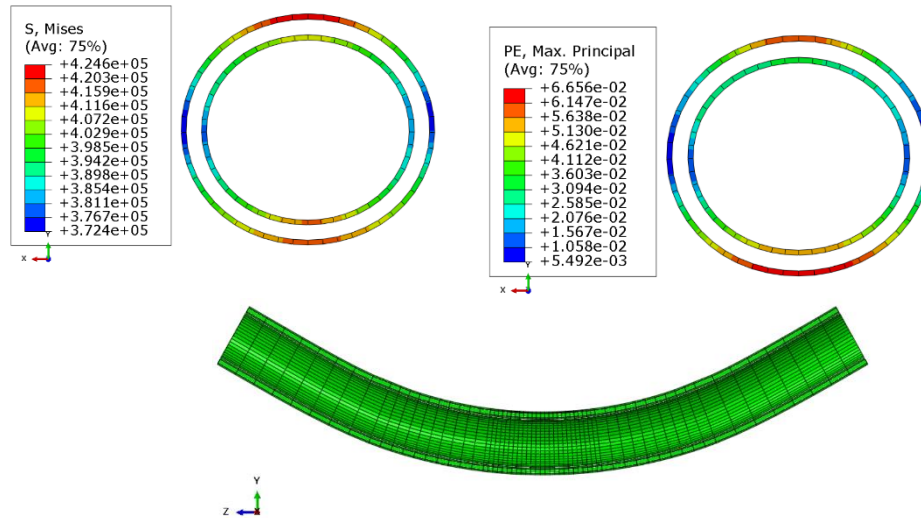 S, Mises
(Avg: 75%)
+4.246e+05
+4.203e+05
+4.159e+05
+4.116e+05
+4.072e+05
+4.029e+05
+3.985e+05
+3.942e+05
+3.898e+05
+3.854e+05
+3.811e+05
+3.767e+05
+3.724e+05
Y
X
PE, Max. Principal
(Avg: 75%)
+6.656e-02
+6.147e-02
+5.638e-02
+5.130e-02
+4.621e-02
+4.112e-02
+3.603e-02
+3.094e-02
+2.585e-02
+2.076e-02
+1.567e-02
+1.058e-02
+5.492e-03
Y
X
Y
Z
X